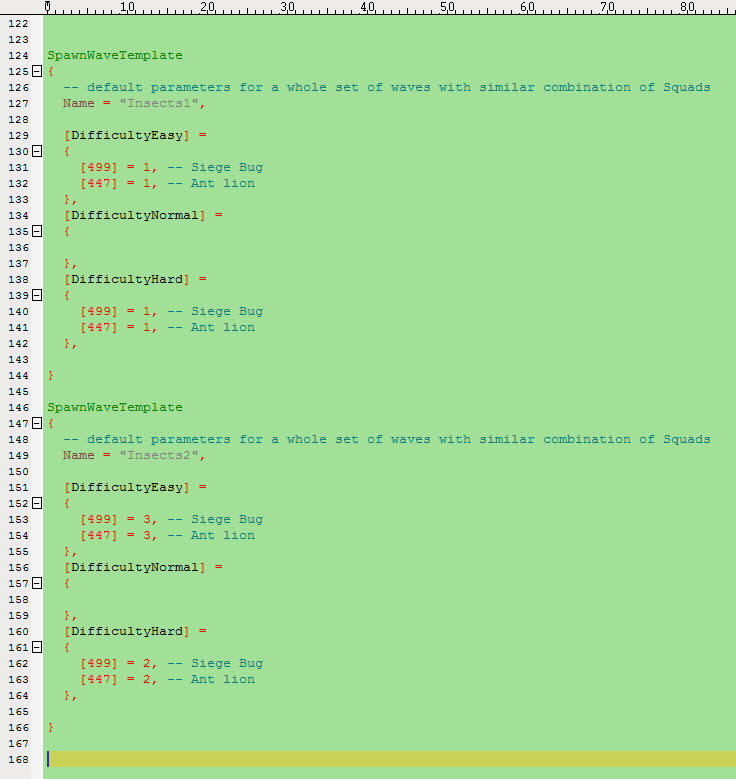 0 10 20 30 40 50 60 70 80
122
123
124 SpawnWaveTemplate
125 {
126 -- default parameters for a whole set of waves with similar combination of Squads
127 Name = "Insects1",
128
129 [DifficultyEasy] =
130 {
131 [499] = 1, -- Siege Bug
132 [447] = 1, -- Ant lion
133 },
134 [DifficultyNormal] =
135 {
136
137 },
138 [DifficultyHard] =
139 {
140 [499] = 1, -- Siege Bug
141 [447] = 1, -- Ant lion
142 },
143
144 }
145
146 SpawnWaveTemplate
147 {
148 -- default parameters for a whole set of waves with similar combination of Squads
149 Name = "Insects2",
150
151 [DifficultyEasy] =
152 {
153 [499] = 3, -- Siege Bug
154 [447] = 3, -- Ant lion
155 },
156 [DifficultyNormal] =
157 {
158
159 },
160 [DifficultyHard] =
161 {
162 [499] = 2, -- Siege Bug
163 [447] = 2, -- Ant lion
164 },
165
166 }
167
168